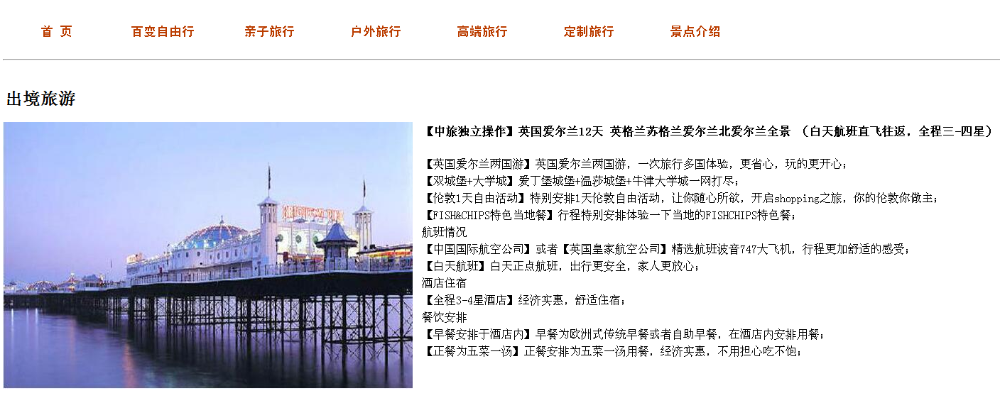 首 页 百变自由行 亲子旅行 户外旅行 高端旅行 定制旅行 景点介绍
出境旅游
BRIGHTON PIER
【中旅独立操作】英国爱尔兰12天 英格兰苏格兰爱尔兰北爱尔兰全景 （白天航班直飞往返，全程三-四星）
【英国爱尔兰两国游】英国爱尔兰两国游，一次旅行多国体验，更省心，玩的更开心；
【双城堡+大学城】爱丁堡城堡+温莎城堡+牛津大学城一网打尽；
【伦敦1天自由活动】特别安排1天伦敦自由活动，让你随心所欲，开启shopping之旅，你的伦敦你做主；
【FISH&CHIPS特色当地餐】行程特别安排体验一下当地的FISHCHIPS特色餐；
航班情况
【中国国际航空公司】或者【英国皇家航空公司】精选航班波音747大飞机，行程更加舒适的感受；
【白天航班】白天正点航班，出行更安全，家人更放心；
酒店住宿
【全程3-4星酒店】经济实惠，舒适住宿；
餐饮安排
【早餐安排于酒店内】早餐为欧洲式传统早餐或者自助早餐，在酒店内安排用餐；
【正餐为五菜一汤】正餐安排为五菜一汤用餐，经济实惠，不用担心吃不饱；